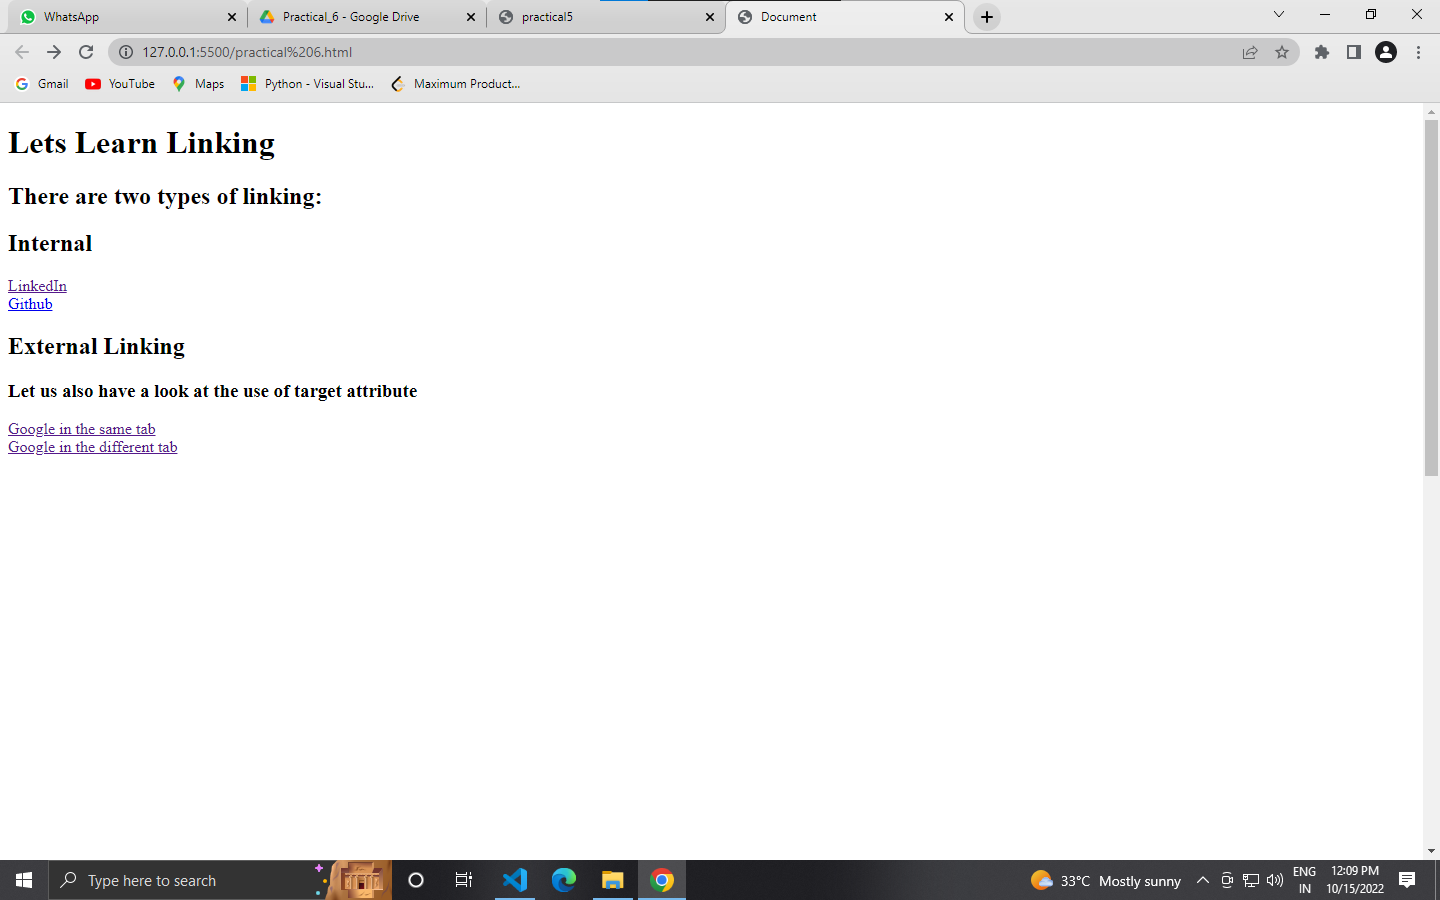 WhatsApp
Practical_6 - Google Drive
practical5
Document
127.0.0.1:5500/practical%206.html
Gmail
YouTube
Maps
Python - Visual Stu...
Maximum Product...
Lets Learn Linking
There are two types of linking:
Internal
LinkedIn
Github
External Linking
Let us also have a look at the use of target attribute
Google in the same tab
Google in the different tab
Type here to search
33°C Mostly sunny
ENG
IN
12:09 PM
10/15/2022